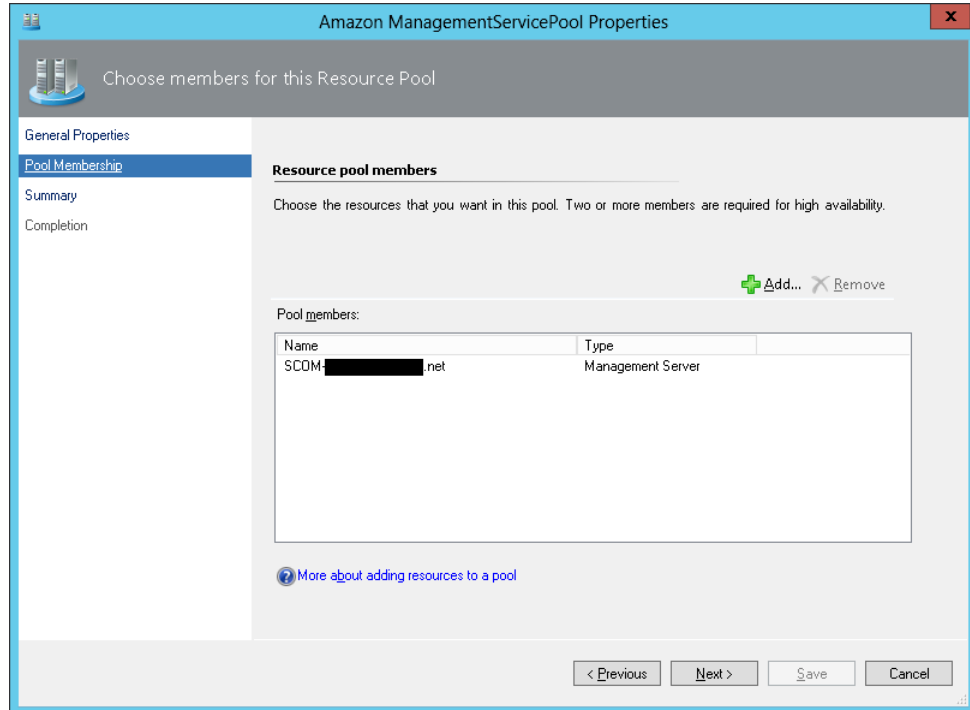 Amazon ManagementServicePool Properties
x
Choose members for this Resource Pool
General Properties
Pool Membership
Summary
Completion
Resource pool members
Choose the resources that you want in this pool. Two or more members are required for high availability.
Add... Remove
Pool members:
Name Type
SCOM- .net Management Server
More about adding resources to a pool
< Previous Next > Save Cancel